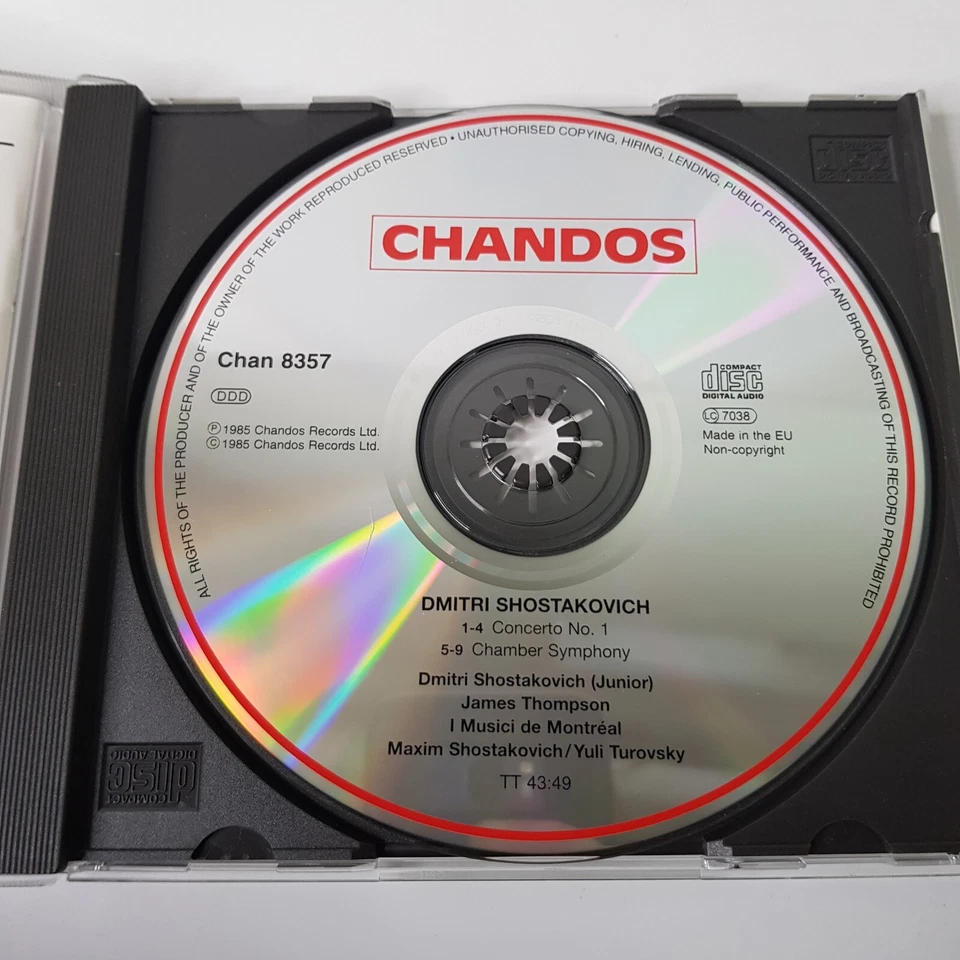 ALL RIGHTS OF THE PRODUCER AND OF THE OWNER OF THE WORK REPRODUCED RESERVED • UNAUTHORISED COPYING, HIRING, LENDING, PUBLIC PERFORMANCE AND BROADCASTING OF THIS RECORD PROHIBITED
CHANDOS
Chan 8357
DDD
℗ 1985 Chandos Records Ltd.
© 1985 Chandos Records Ltd.
COMPACT
disc
DIGITAL AUDIO
LC 7038
Made in the EU
Non-copyright
DMITRI SHOSTAKOVICH
1-4 Concerto No. 1
5-9 Chamber Symphony
Dmitri Shostakovich (Junior)
James Thompson
I Musici de Montréal
Maxim Shostakovich/Yuli Turovsky
TT 43:49
COMPACT
disc
DIGITAL AUDIO
COMPACT
disc
DIGITAL AUDIO